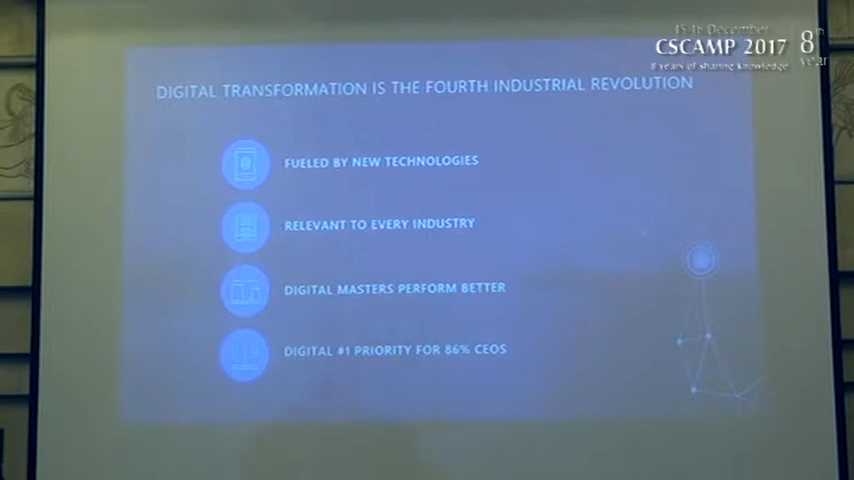 15-16 December
CSCAMP 2017
8 years of sharing knowledge
8th
year
DIGITAL TRANSFORMATION IS THE FOURTH INDUSTRIAL REVOLUTION
FUELED BY NEW TECHNOLOGIES
RELEVANT TO EVERY INDUSTRY
DIGITAL MASTERS PERFORM BETTER
DIGITAL #1 PRIORITY FOR 86% CEOS